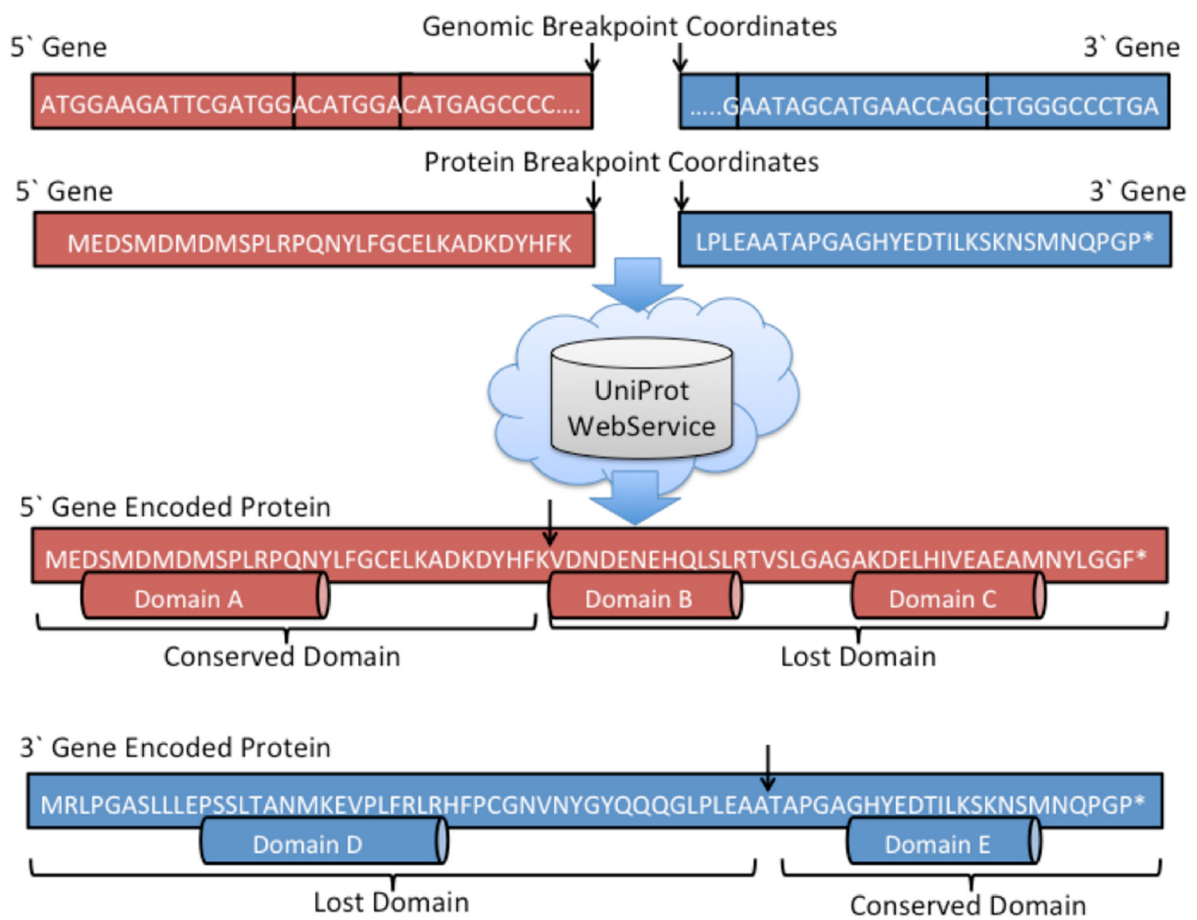 Genomic Breakpoint Coordinates
5` Gene
3` Gene
ATGGAAGATTCGATGGACATGGACATGAGCCCC....
.....GAATAGCATGAACCAGCCTGGGCCCTGA
Protein Breakpoint Coordinates
5` Gene
3` Gene
MEDSMDMDMSPLRPQNYLFGCELKADKDYHFK
LPLEAATAPGAGHYEDTILKSKNSMNQPGP*
UniProt
WebService
5` Gene Encoded Protein
MEDSMDMDMSPLRPQNYLFGCELKADKDYHFKVDNDENEHQLSLRTVSLGAGAKDELHIVEAEAMNYLGGF*
Domain A
Domain B
Domain C
Conserved Domain
Lost Domain
3` Gene Encoded Protein
MRLPGASLLLEPSSLTANMKEVPLFRLRHFPCGNVNYGYQQQGLPLEAATAPGAGHYEDTILKSKNSMNQPGP*
Domain D
Domain E
Lost Domain
Conserved Domain